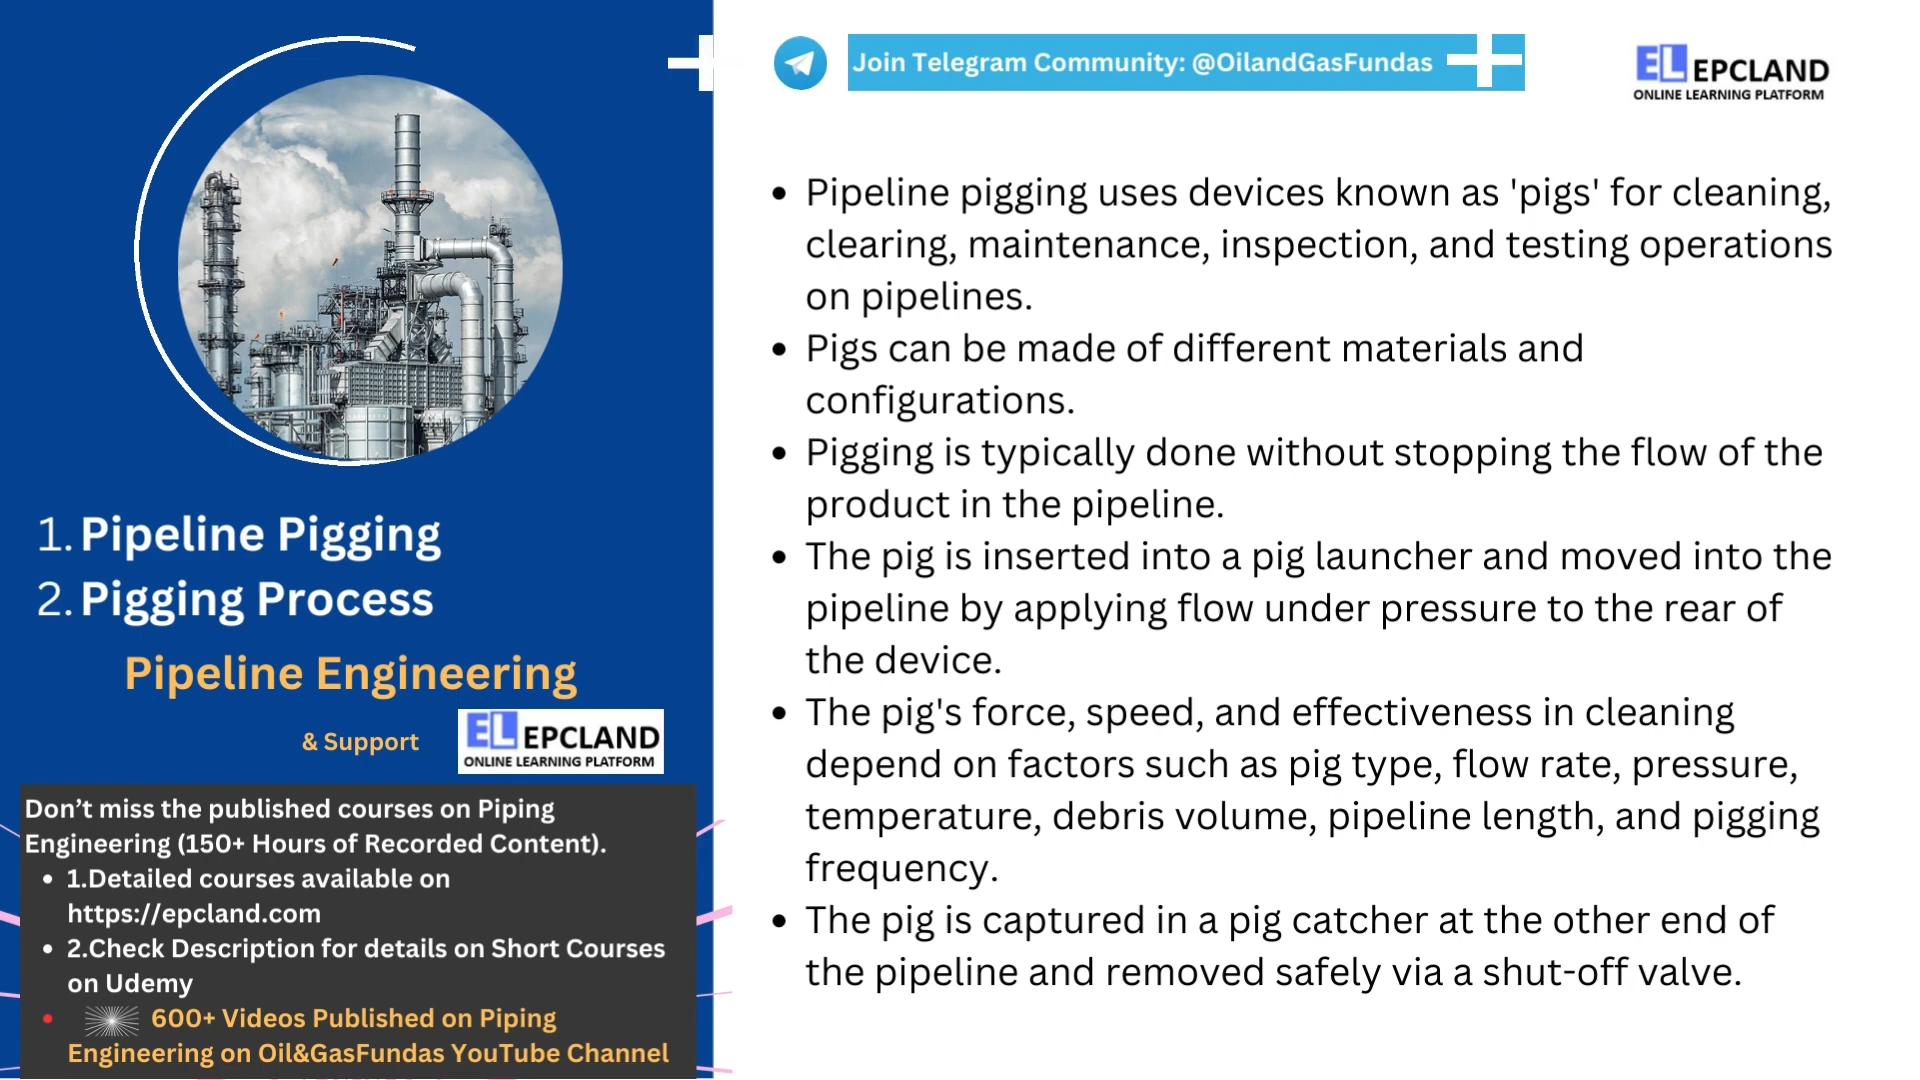 Join Telegram Community: @OilandGasFundas
EL EPCLAND
ONLINE LEARNING PLATFORM
1. Pipeline Pigging
2. Pigging Process
Pipeline Engineering
& Support
EL EPCLAND
ONLINE LEARNING PLATFORM
Don’t miss the published courses on Piping
Engineering (150+ Hours of Recorded Content).
• 1.Detailed courses available on
https://epcland.com
• 2.Check Description for details on Short Courses
on Udemy
• 600+ Videos Published on Piping
Engineering on Oil&GasFundas YouTube Channel
• Pipeline pigging uses devices known as 'pigs' for cleaning,
clearing, maintenance, inspection, and testing operations
on pipelines.
• Pigs can be made of different materials and
configurations.
• Pigging is typically done without stopping the flow of the
product in the pipeline.
• The pig is inserted into a pig launcher and moved into the
pipeline by applying flow under pressure to the rear of
the device.
• The pig's force, speed, and effectiveness in cleaning
depend on factors such as pig type, flow rate, pressure,
temperature, debris volume, pipeline length, and pigging
frequency.
• The pig is captured in a pig catcher at the other end of
the pipeline and removed safely via a shut-off valve.